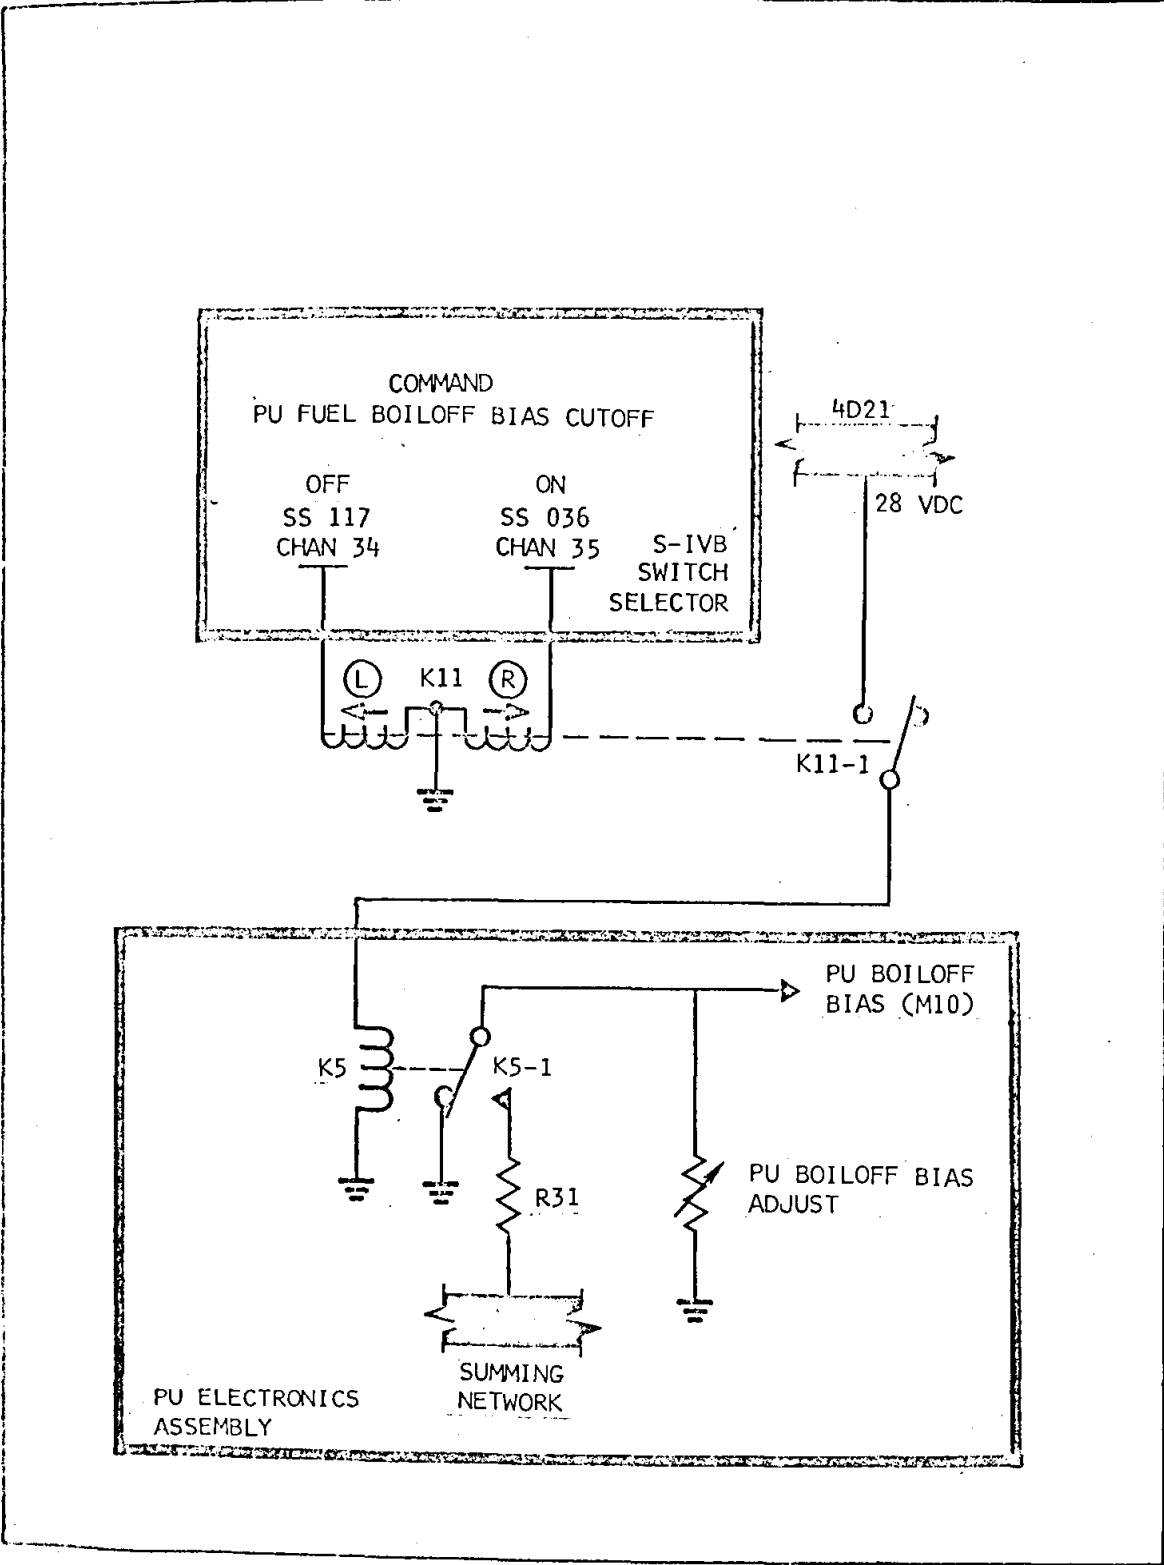 COMMAND
PU FUEL BOILOFF BIAS CUTOFF
OFF
SS 117
CHAN 34
ON
SS 036
CHAN 35
S-IVB
SWITCH
SELECTOR
4D21
28 VDC
L
K11
R
K11-1
PU BOILOFF
BIAS (M10)
K5
K5-1
R31
PU BOILOFF BIAS
ADJUST
SUMMING
NETWORK
PU ELECTRONICS
ASSEMBLY